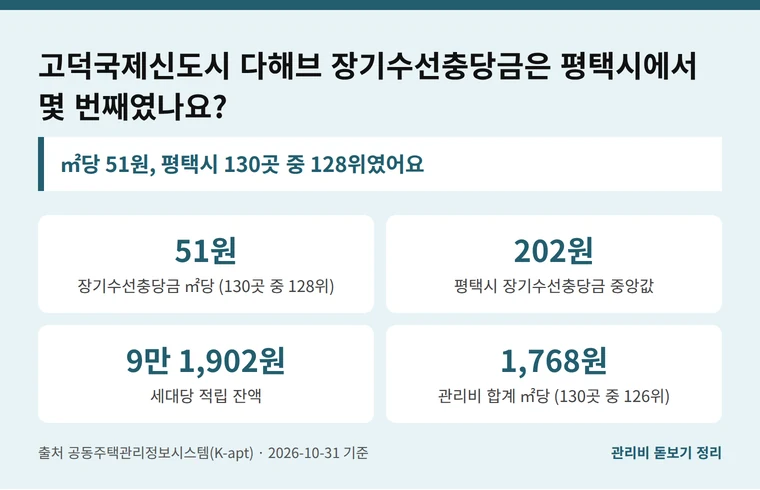 고덕국제신도시 다해브 장기수선충당금은 평택시에서
몇 번째였나요?
㎡당 51원, 평택시 130곳 중 128위였어요
51원
장기수선충당금 ㎡당 (130곳 중 128위)
202원
평택시 장기수선충당금 중앙값
9만 1,902원
세대당 적립 잔액
1,768원
관리비 합계 ㎡당 (130곳 중 126위)
출처 공동주택관리정보시스템(K-apt) · 2026-10-31 기준
관리비 돋보기 정리